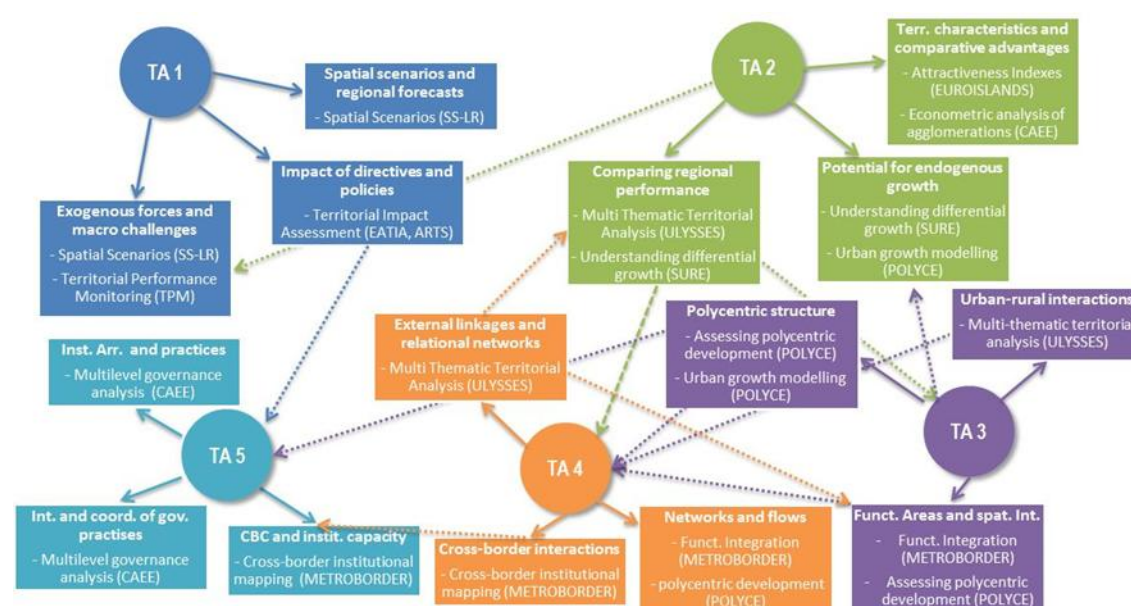 TA 1
Spatial scenarios and
regional forecasts
- Spatial Scenarios (SS-LR)
Impact of directives and
policies
- Territorial Impact
Assessment (EATIA, ARTS)
Exogenous forces and
macro challenges
- Spatial Scenarios (SS-LR)
- Territorial Performance
Monitoring (TPM)
TA 2
Terr. characteristics and
comparative advantages
- Attractiveness Indexes
(EUROISLANDS)
- Econometric analysis of
agglomerations (CAEE)
Comparing regional
performance
- Multi Thematic Territorial
Analysis (ULYSSES)
- Understanding differential
growth (SURE)
Potential for endogenous
growth
- Understanding differential
growth (SURE)
- Urban growth modelling
(POLYCE)
External linkages and
relational networks
- Multi Thematic Territorial
Analysis (ULYSSES)
Polycentric structure
- Assessing polycentric
development (POLYCE)
- Urban growth modelling
(POLYCE)
Urban-rural interactions
- Multi-thematic territorial
analysis (ULYSSES)
Inst. Arr. and practices
- Multilevel governance
analysis (CAEE)
TA 5
TA 4
TA 3
Int. and coord. of gov.
practises
- Multilevel governance
analysis (CAEE)
CBC and instit. capacity
- Cross-border institutional
mapping (METROBORDER)
Cross-border interactions
- Cross-border institutional
mapping (METROBORDER)
Networks and flows
- Funct. Integration
(METROBORDER)
- polycentric development
(POLYCE)
Funct. Areas and spat. Int.
- Funct. Integration
(METROBORDER)
- Assessing polycentric
development (POLYCE)